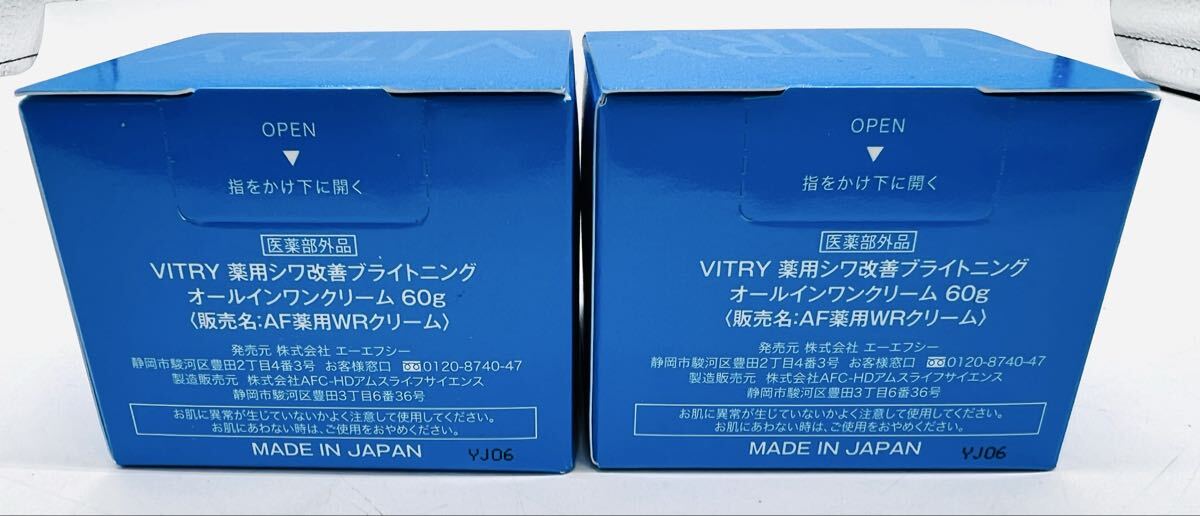 VITRY
OPEN
▼
指をかけ下に開く
医薬部外品
VITRY 薬用シワ改善ブライトニング
オールインワンクリーム 60g
〈販売名:AF薬用WRクリーム〉
発売元 株式会社 エーエフシー
静岡市駿河区豊田2丁目4番3号 お客様窓口 0120-8740-47
製造販売元 株式会社AFC-HDアムスライフサイエンス
静岡市駿河区豊田3丁目6番36号
お肌に異常が生じていないかよく注意して使用してください。
お肌にあわない時は、ご使用をおやめください。
MADE IN JAPAN YJ06
VITRY
OPEN
▼
指をかけ下に開く
医薬部外品
VITRY 薬用シワ改善ブライトニング
オールインワンクリーム 60g
〈販売名:AF薬用WRクリーム〉
発売元 株式会社 エーエフシー
静岡市駿河区豊田2丁目4番3号 お客様窓口 0120-8740-47
製造販売元 株式会社AFC-HDアムスライフサイエンス
静岡市駿河区豊田3丁目6番36号
お肌に異常が生じていないかよく注意して使用してください。
お肌にあわない時は、ご使用をおやめください。
MADE IN JAPAN YJ06